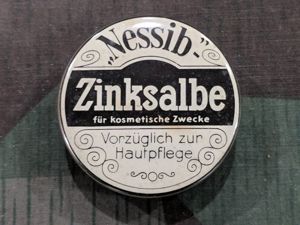 „Nessib-"
Zinksalbe
für kosmetische Zwecke
Vorzüglich zur
Hautpflege